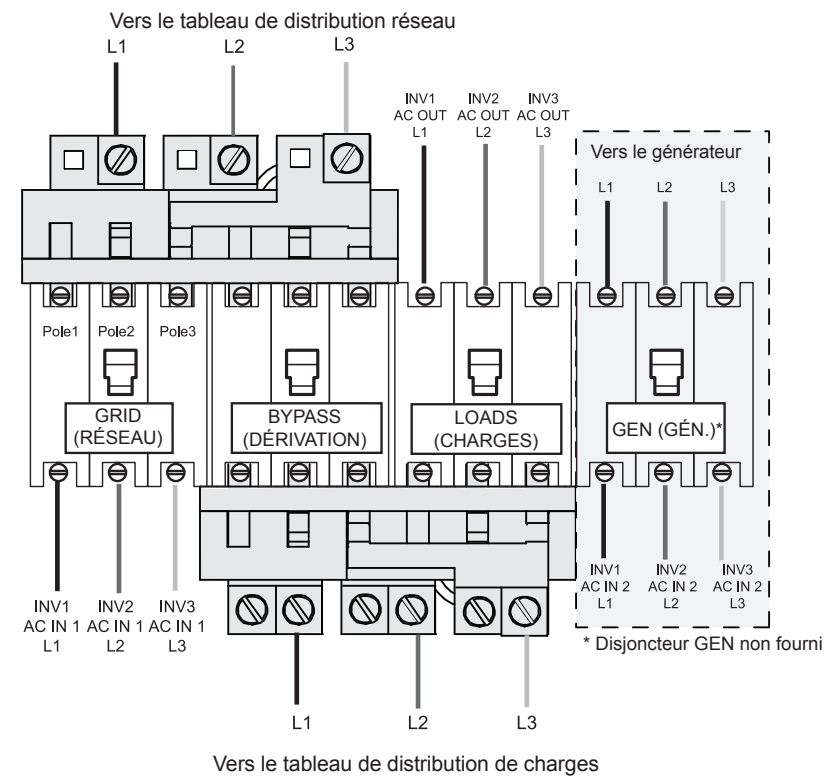 Vers le tableau de distribution réseau
L1 L2 L3
INV1 INV2 INV3
AC OUT AC OUT AC OUT
L1 L2 L3
Vers le générateur
L1 L2 L3
Pole1 Pole2 Pole3
GRID
(RÉSEAU)
BYPASS
(DÉRIVATION)
LOADS
(CHARGES)
GEN (GÉN.)*
INV1 INV2 INV3
AC IN 1 AC IN 1 AC IN 1
L1 L2 L3
INV1 INV2 INV3
AC IN 2 AC IN 2 AC IN 2
L1 L2 L3
* Disjoncteur GEN non fourni
L1 L2 L3
Vers le tableau de distribution de charges